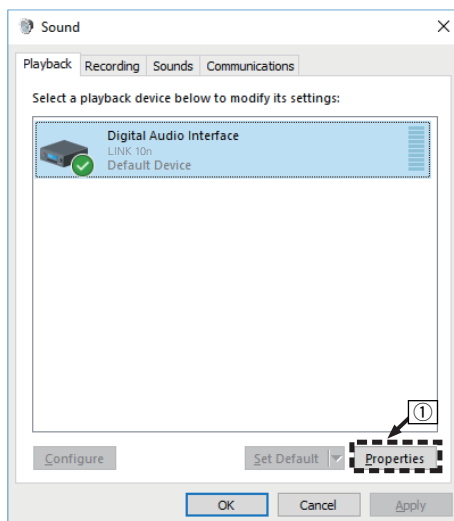 Sound
Playback Recording Sounds Communications
Select a playback device below to modify its settings:
Digital Audio Interface
LINK 10n
Default Device
①
Configure Set Default Properties
OK Cancel Apply